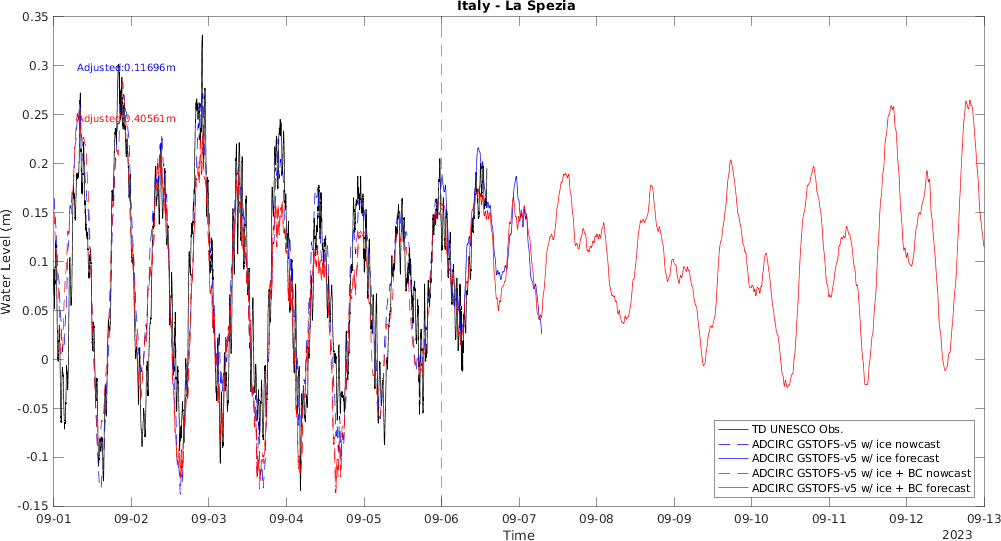 Italy - La Spezia
Water Level (m)
0.35
0.3
0.25
0.2
0.15
0.1
0.05
0
-0.05
-0.1
-0.15
Adjusted:0.11696m
Adjusted:0.40561m
TD UNESCO Obs.
ADCIRC GSTOFS-v5 w/ ice nowcast
ADCIRC GSTOFS-v5 w/ ice forecast
ADCIRC GSTOFS-v5 w/ ice + BC nowcast
ADCIRC GSTOFS-v5 w/ ice + BC forecast
09-01 09-02 09-03 09-04 09-05 09-06 09-07 09-08 09-09 09-10 09-11 09-12 09-13
Time
2023